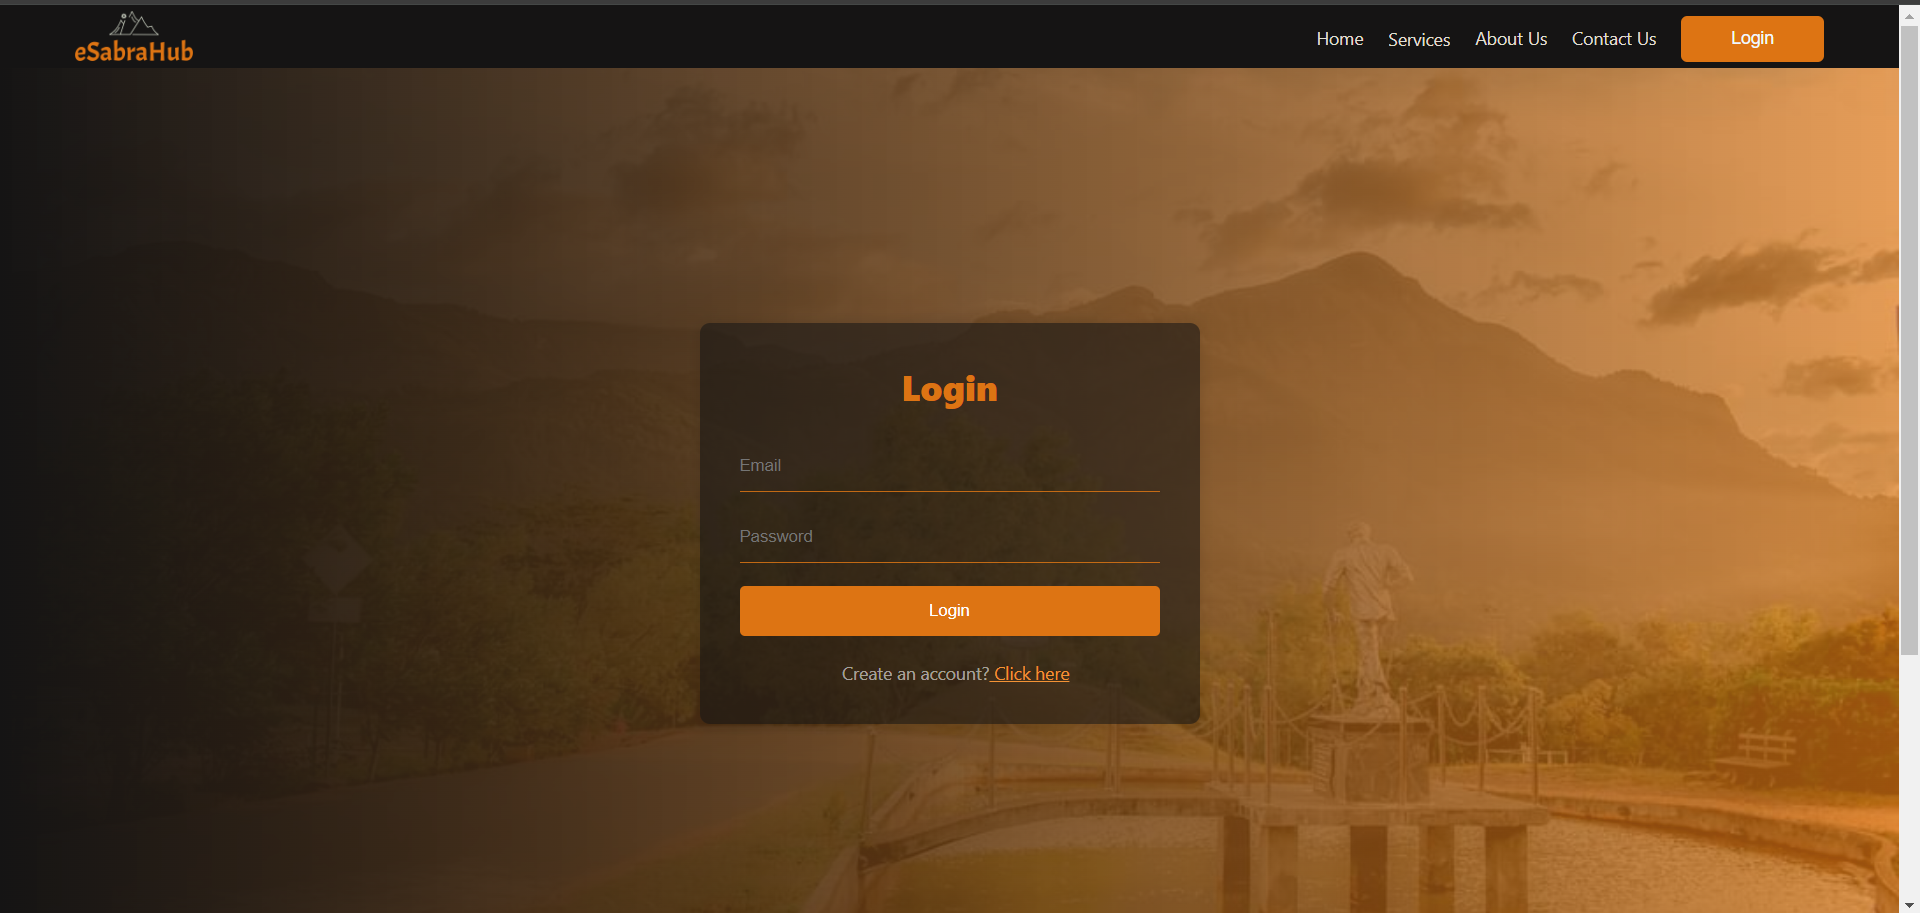 eSabraHub
Home Services About Us Contact Us Login
Login
Email
Password
Login
Create an account? Click here